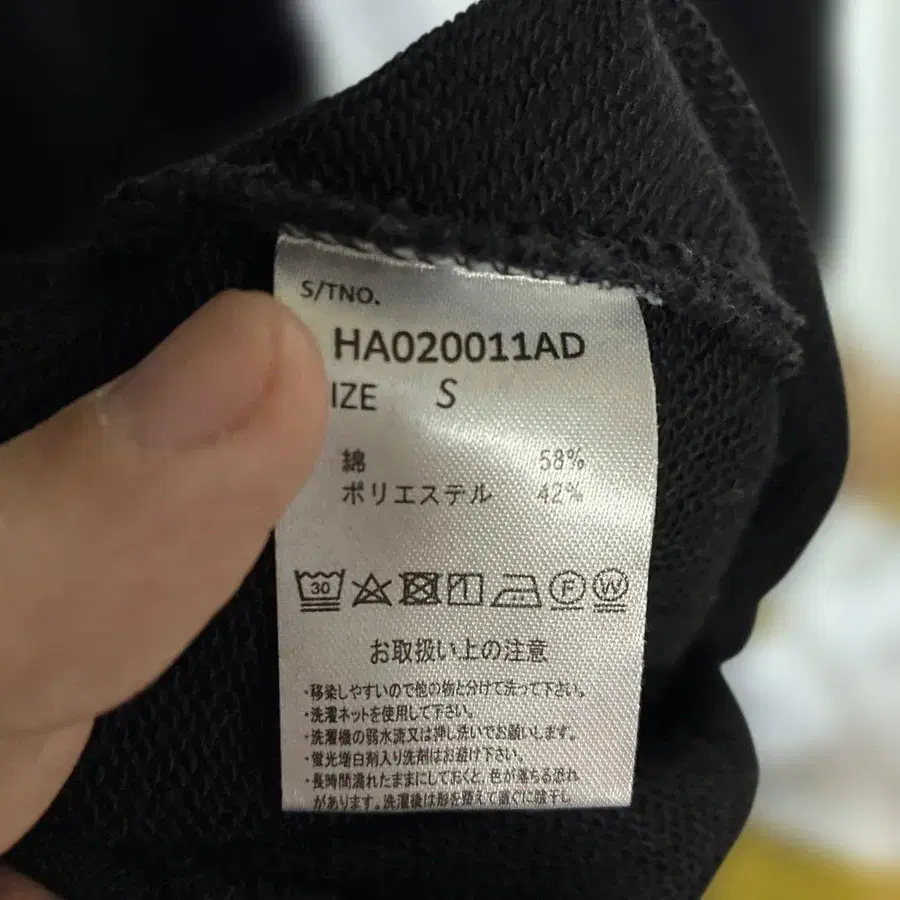 S/TNO.
HA020011AD
IZE S
綿 58%
ポリエステル 42%
30 F W
お取扱い上の注意
・移染しやすいので他の物と分けて洗って下さい。
・洗濯ネットを使用して下さい。
・洗濯機の弱水流又は押し洗いでお願いします。
・蛍光増白剤入り洗剤はお避け下さい。
・長時間濡れたままにしておくと、色が落ちる恐れ
があります。洗濯後は形を整えて直ぐに陰干し